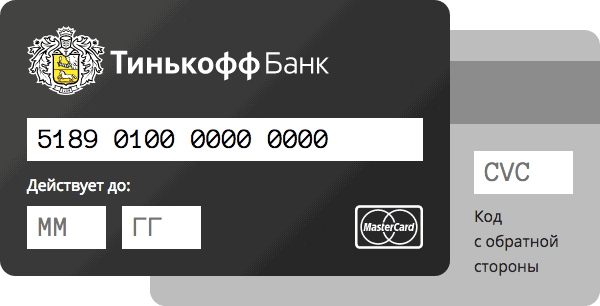 Тинькофф Банк
5189 0100 0000 0000
Действует до:
ММ ГГ
MasterCard
CVC
Код
с обратной
стороны